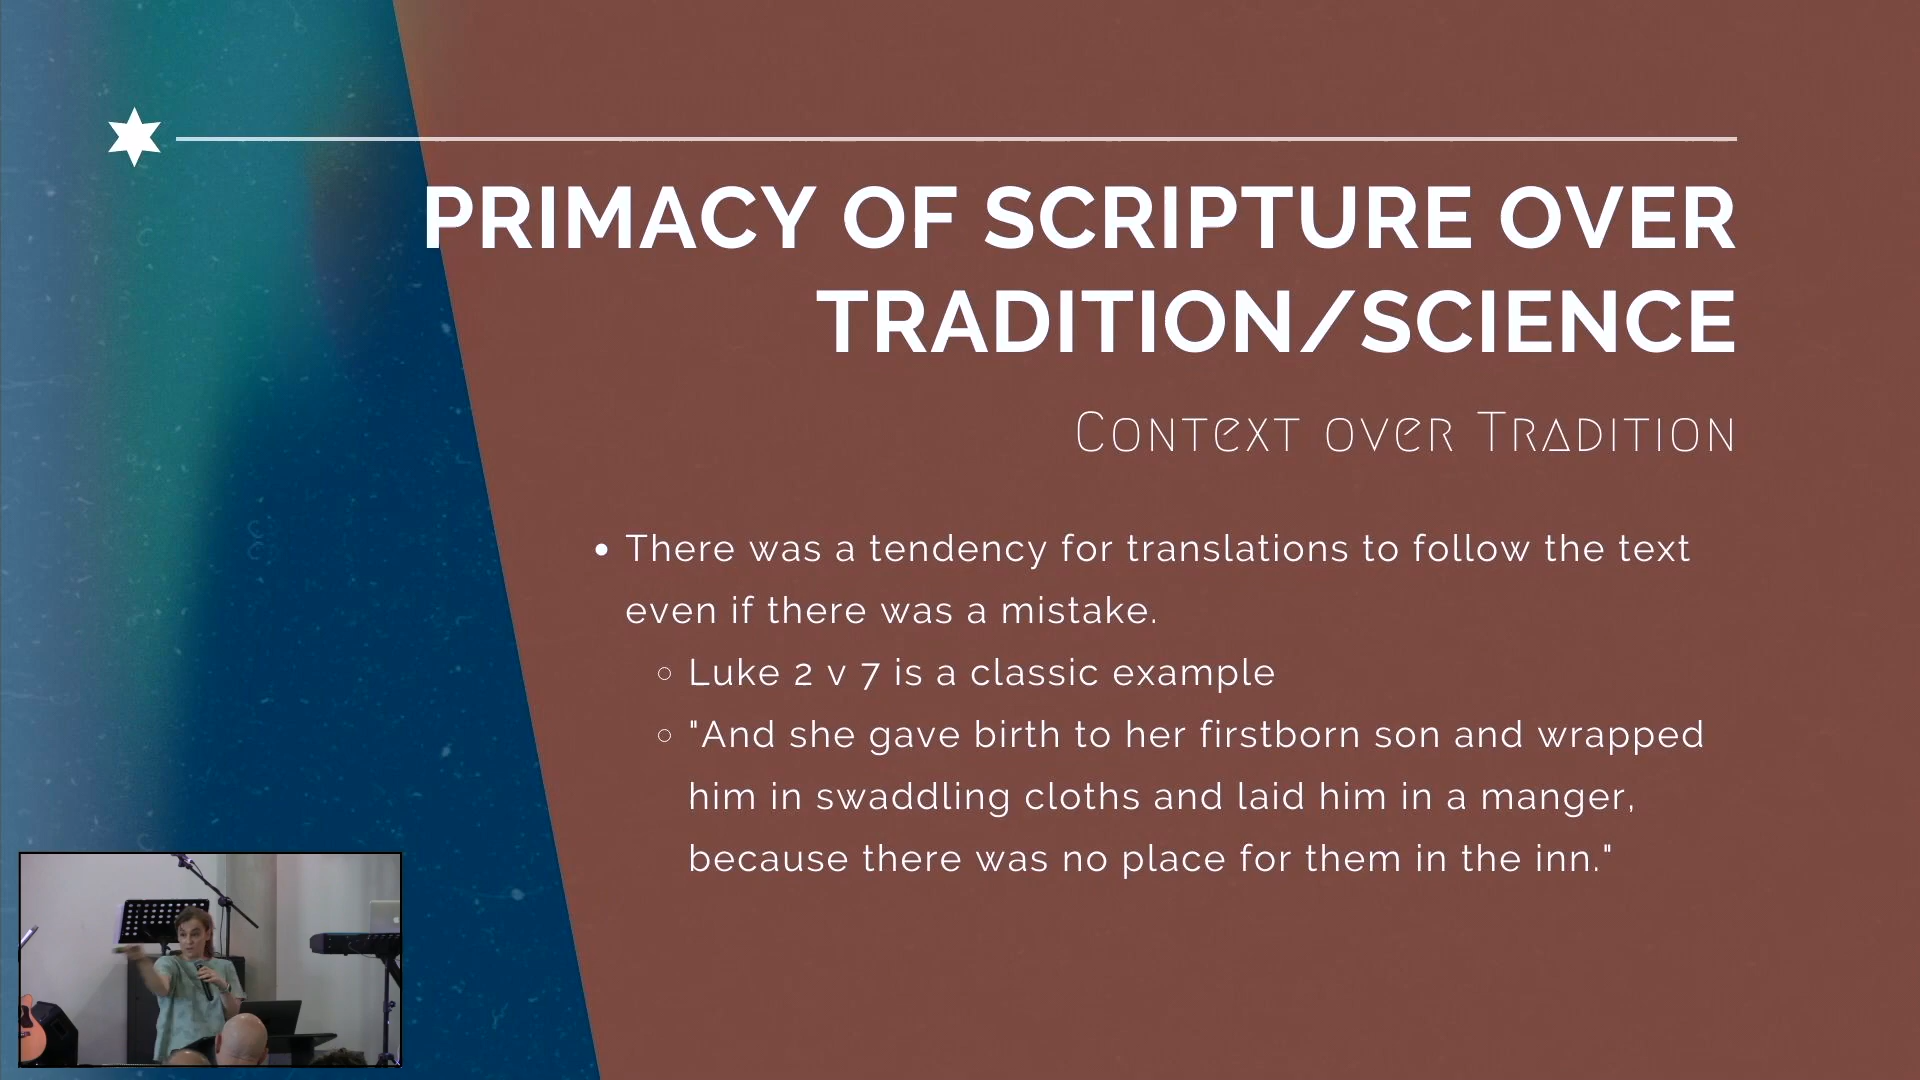 PRIMACY OF SCRIPTURE OVER
TRADITION/SCIENCE
Context over Tradition
• There was a tendency for translations to follow the text
even if there was a mistake.
○ Luke 2 v 7 is a classic example
○ "And she gave birth to her firstborn son and wrapped
him in swaddling cloths and laid him in a manger,
because there was no place for them in the inn."